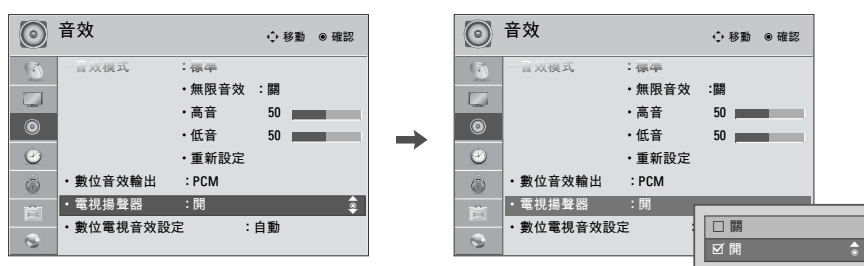 音效
移動 確認
音效模式 : 標準
•無限音效 : 關
•高音 50
•低音 50
•重新設定
•數位音效輸出 : PCM
•電視揚聲器 : 開
•數位電視音效設定 : 自動
音效
移動 確認
音效模式 : 標準
•無限音效 :關
•高音 50
•低音 50
•重新設定
•數位音效輸出 : PCM
•電視揚聲器 : 開
•數位電視音效設定 :
關
開